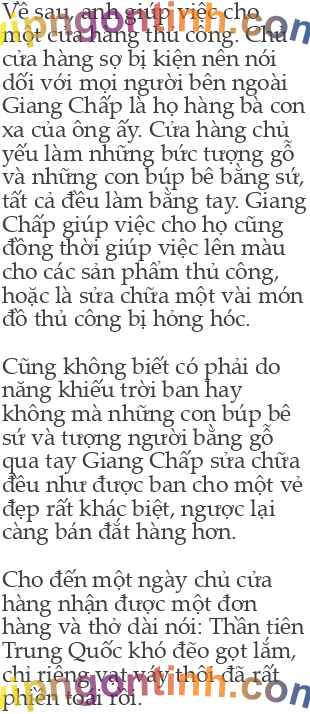 Về sau, anh giúp việc cho
một cửa hàng thủ công. Chủ
cửa hàng sợ bị kiện nên nói
dối với mọi người bên ngoài
Giang Chấp là họ hàng bà con
xa của ông ấy. Cửa hàng chủ
yếu làm những bức tượng gỗ
và những con búp bê bằng sứ,
tất cả đều làm bằng tay. Giang
Chấp giúp việc cho họ cũng
đồng thời giúp việc lên màu
cho các sản phẩm thủ công,
hoặc là sửa chữa một vài món
đồ thủ công bị hỏng hóc.
Cũng không biết có phải do
năng khiếu trời ban hay
không mà những con búp bê
sứ và tượng người bằng gỗ
qua tay Giang Chấp sửa chữa
đều như được ban cho một vẻ
đẹp rất khác biệt, ngược lại
càng bán đắt hàng hơn.
Cho đến một ngày chủ cửa
hàng nhận được một đơn
hàng và thở dài nói: Thần tiên
Trung Quốc khó đẽo gọt lắm,
chỉ riêng vạt váy thôi đã rất
phiền toái rồi.